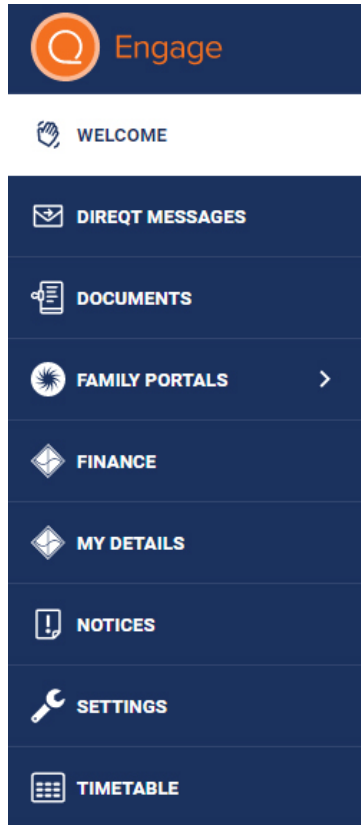 Engage
WELCOME
DIREQT MESSAGES
DOCUMENTS
FAMILY PORTALS
FINANCE
MY DETAILS
NOTICES
SETTINGS
TIMETABLE